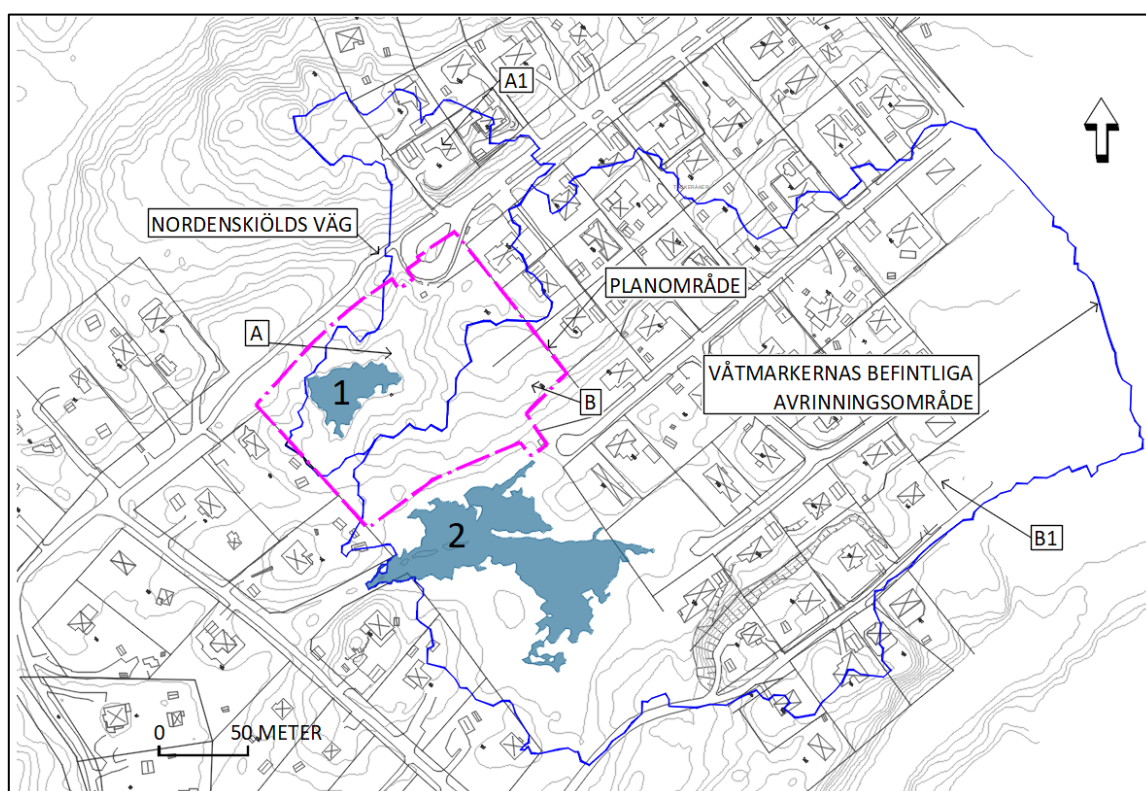 A1
NORDENSKIÖLDS VÄG
PLANOMRÅDE
A
1
B
VÅTMARKERNAS BEFINTLIGA
AVRINNINGSOMRÅDE
2
B1
0 50 METER